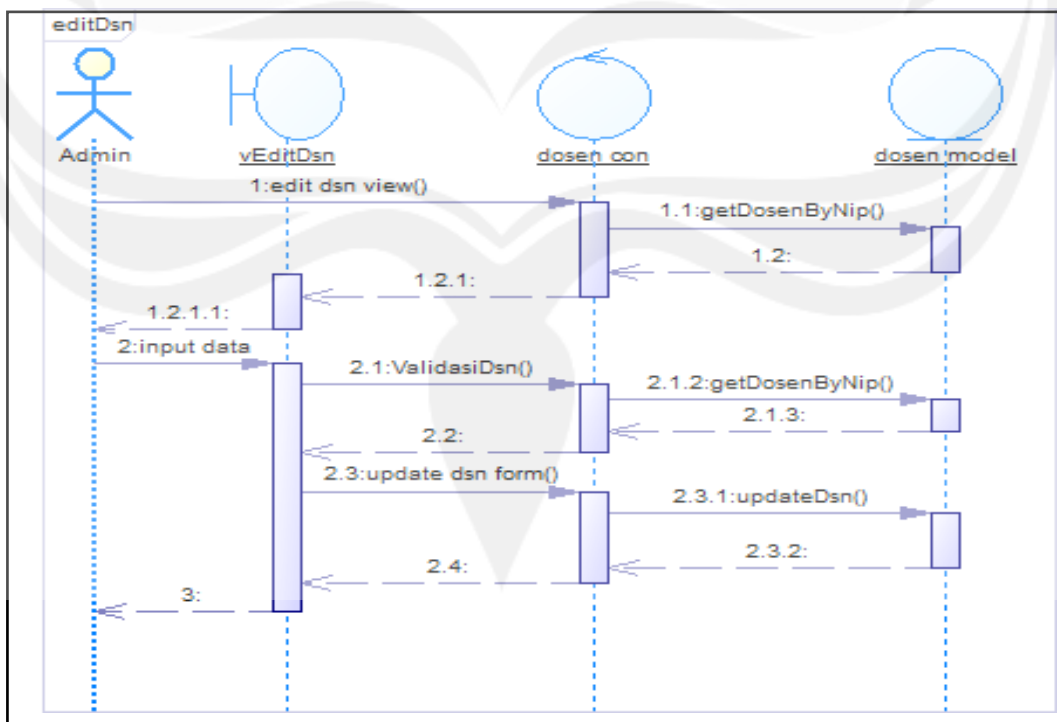 editDsn
Admin
vEditDsn
dosen con
dosen model
1:edit dsn view()
1.1:getDosenByNip()
1.2:
1.2.1:
1.2.1.1:
2:input data
2.1:ValidasiDsn()
2.1.2:getDosenByNip()
2.1.3:
2.2:
2.3:update dsn form()
2.3.1:updateDsn()
2.3.2:
2.4:
3: